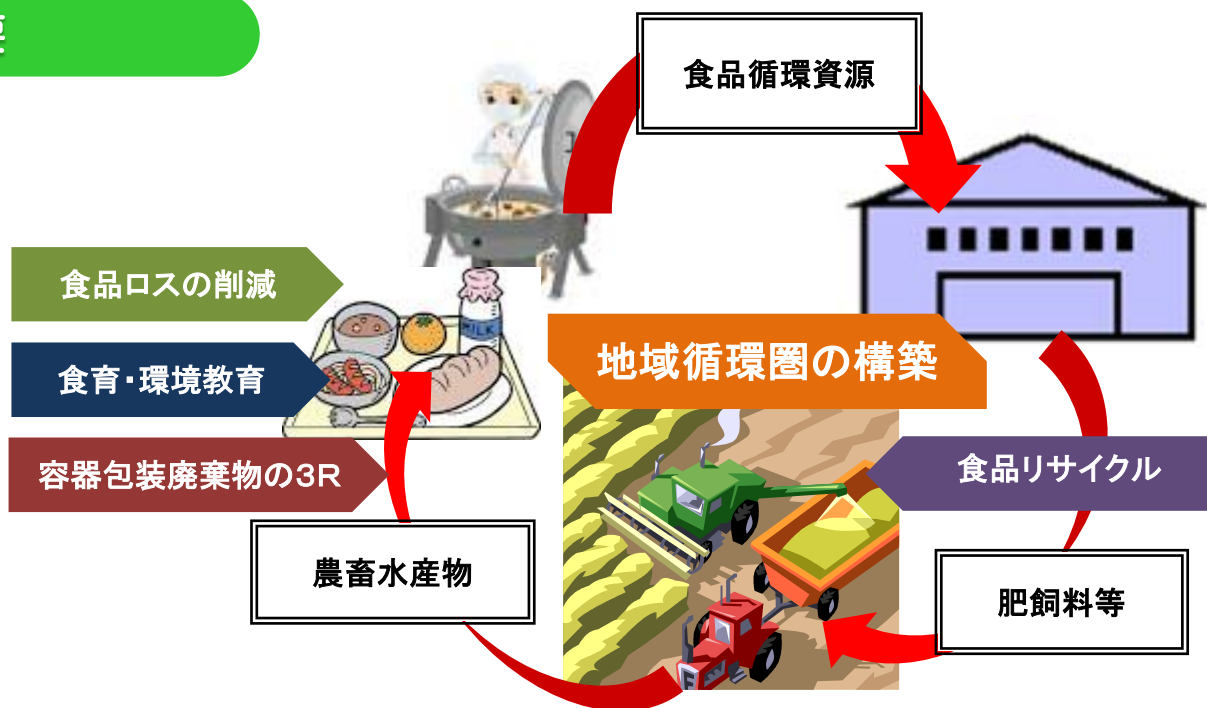 食品循環資源
食品ロスの削減
MILK
地域循環圏の構築
食育・環境教育
容器包装廃棄物の3R
食品リサイクル
農畜水産物
肥飼料等
F